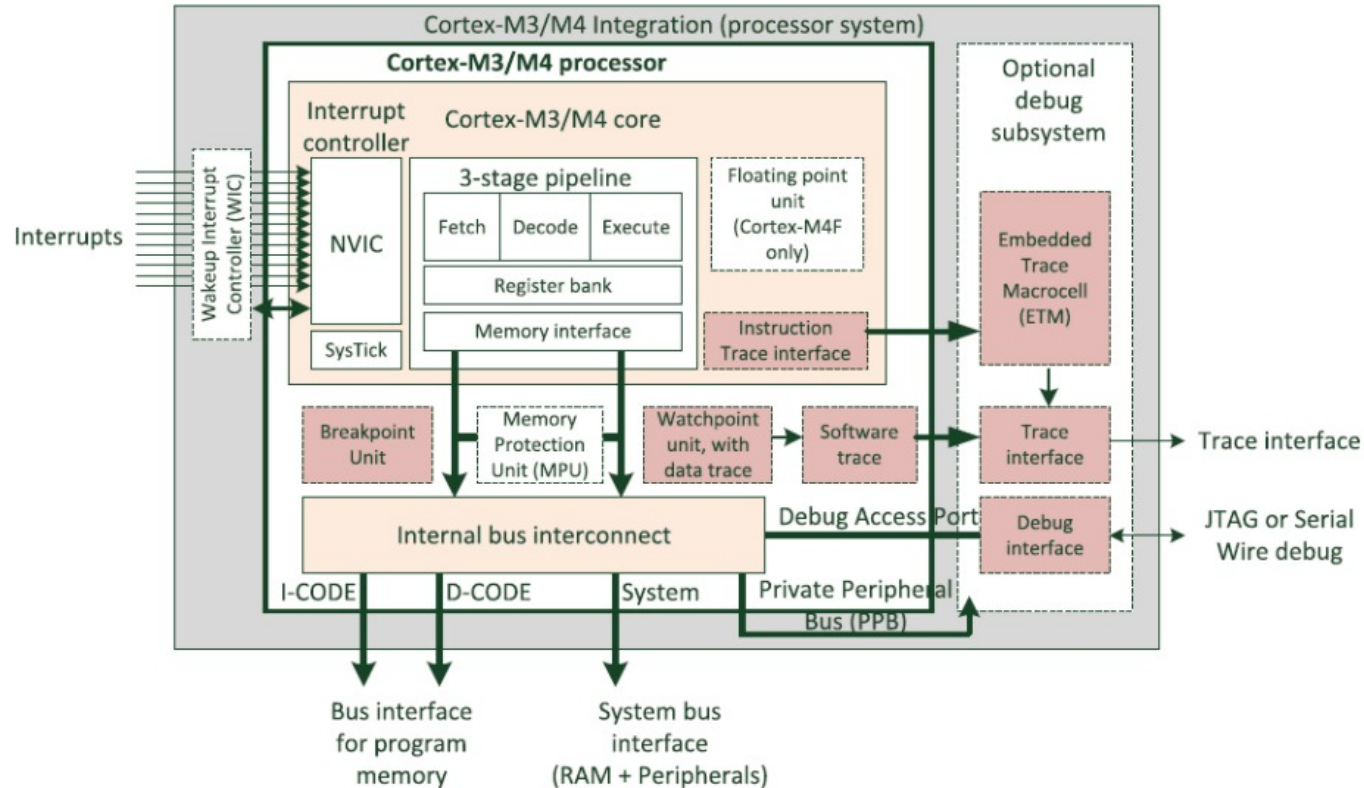 Cortex-M3/M4 Integration (processor system)
Cortex-M3/M4 processor
Interrupt
controller
Cortex-M3/M4 core
Optional
debug
subsystem
Interrupts
Wakeup Interrupt
Controller (WIC)
NVIC
SysTick
3-stage pipeline
Fetch
Decode
Execute
Register bank
Memory interface
Floating point
unit
(Cortex-M4F
only)
Instruction
Trace interface
Embedded
Trace
Macrocell
(ETM)
Breakpoint
Unit
Memory
Protection
Unit (MPU)
Watchpoint
unit, with
data trace
Software
trace
Trace
interface
Trace interface
Internal bus interconnect
Debug Access Port
Debug
interface
JTAG or Serial
Wire debug
I-CODE
D-CODE
System
Private Peripheral
Bus (PPB)
Bus interface
for program
memory
System bus
interface
(RAM + Peripherals)